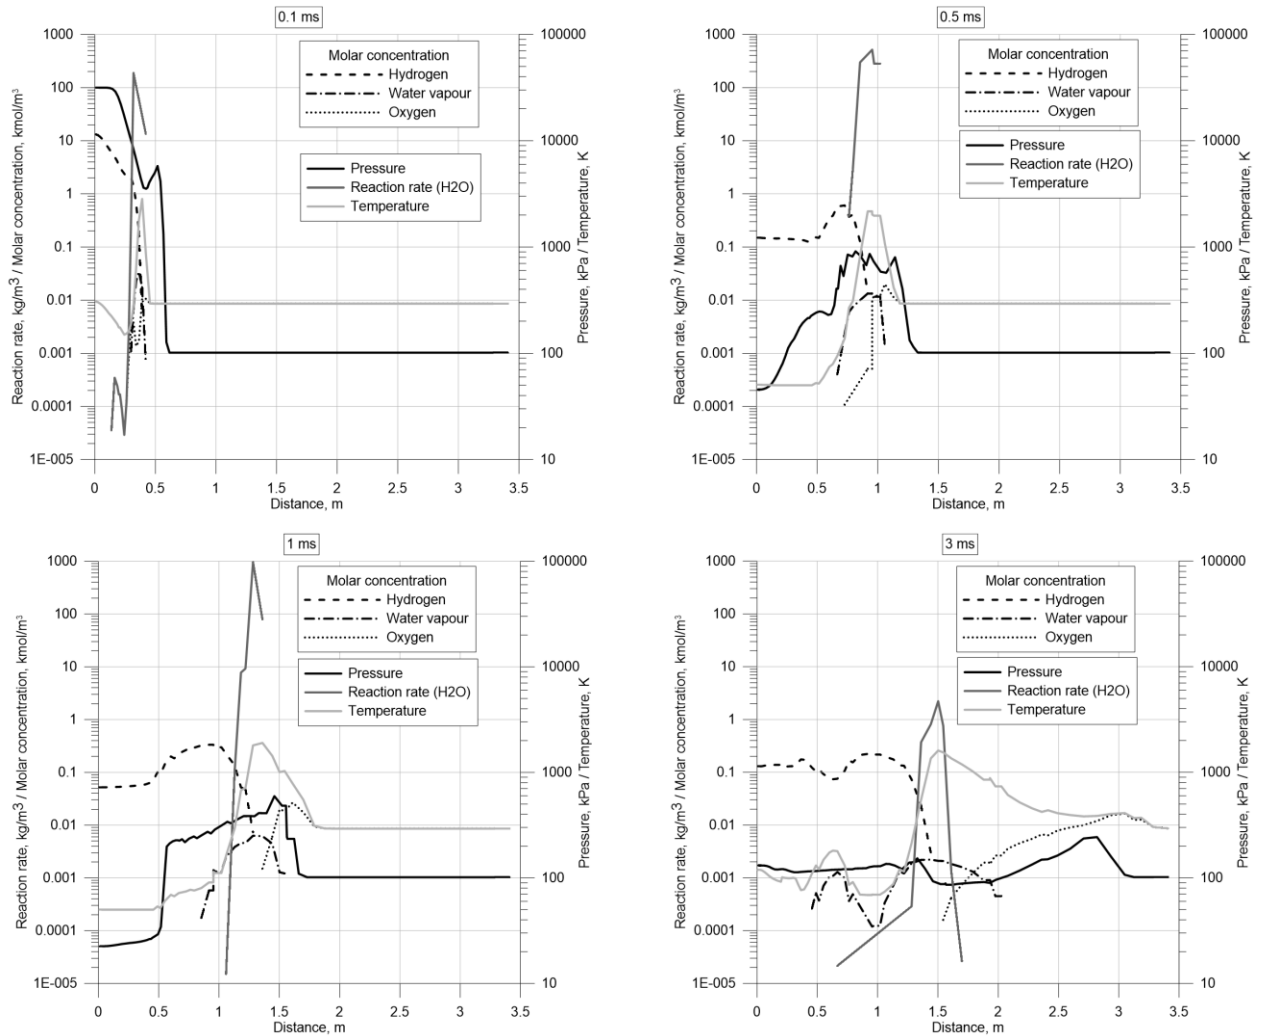 0.1 ms
1000
100
10
1
0.1
0.01
0.001
0.0001
1E-005
Reaction rate, kg/m³ / Molar concentration, kmol/m³
Molar concentration
Hydrogen
Water vapour
Oxygen
Pressure
Reaction rate (H2O)
Temperature
100000
10000
1000
100
10
Pressure, kPa / Temperature, K
0 0.5 1 1.5 2 2.5 3 3.5
Distance, m
0.5 ms
1000
100
10
1
0.1
0.01
0.001
0.0001
1E-005
Reaction rate, kg/m³ / Molar concentration, kmol/m³
Molar concentration
Hydrogen
Water vapour
Oxygen
Pressure
Reaction rate (H2O)
Temperature
100000
10000
1000
100
10
Pressure, kPa / Temperature, K
0 0.5 1 1.5 2 2.5 3 3.5
Distance, m
1 ms
1000
100
10
1
0.1
0.01
0.001
0.0001
1E-005
Reaction rate, kg/m³ / Molar concentration, kmol/m³
Molar concentration
Hydrogen
Water vapour
Oxygen
Pressure
Reaction rate (H2O)
Temperature
100000
10000
1000
100
10
Pressure, kPa / Temperature, K
0 0.5 1 1.5 2 2.5 3 3.5
Distance, m
3 ms
1000
100
10
1
0.1
0.01
0.001
0.0001
1E-005
Reaction rate, kg/m³ / Molar concentration, kmol/m³
Molar concentration
Hydrogen
Water vapour
Oxygen
Pressure
Reaction rate (H2O)
Temperature
100000
10000
1000
100
10
Pressure, kPa / Temperature, K
0 0.5 1 1.5 2 2.5 3 3.5
Distance, m